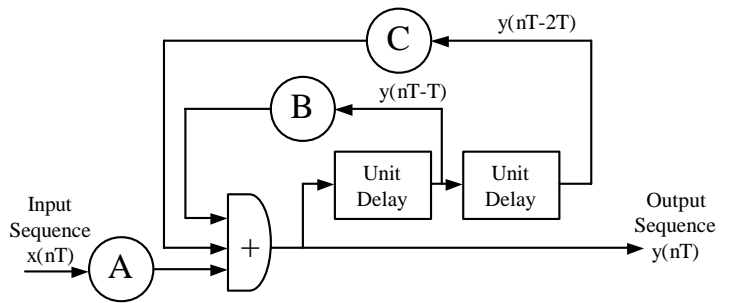 C
y(nT-2T)
B
y(nT-T)
Unit
Delay
Unit
Delay
Input
Sequence
x(nT)
A
+
Output
Sequence
y(nT)